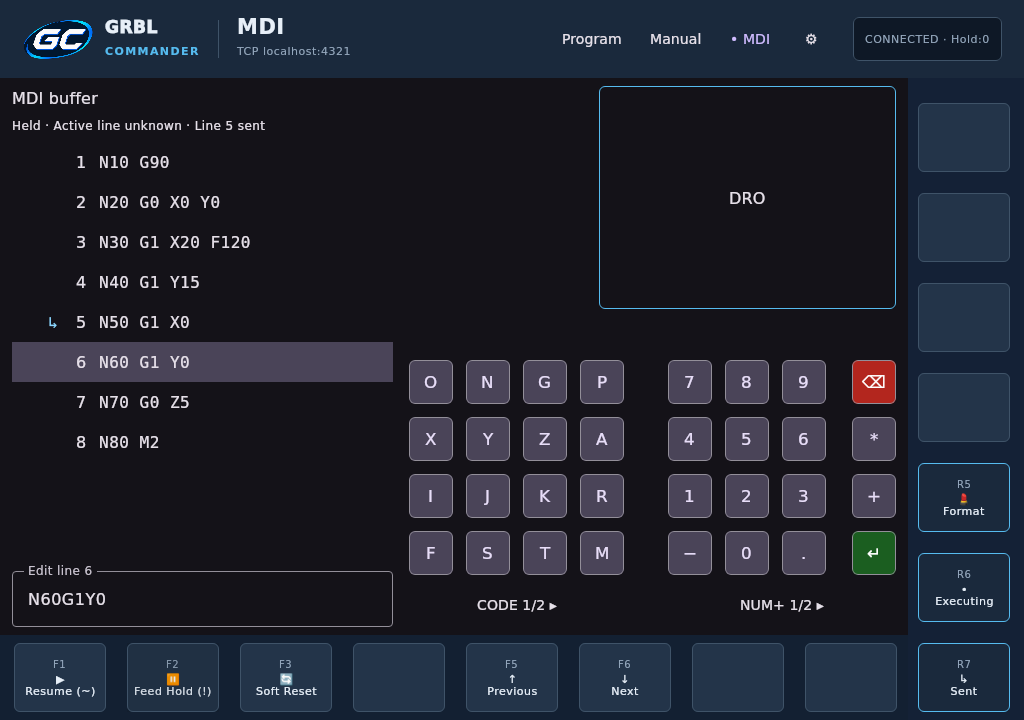 GC
GRBL
COMMANDER
MDI
TCP localhost:4321
Program
Manual
• MDI
⚙
CONNECTED · Hold:0
MDI buffer
Held · Active line unknown · Line 5 sent
1 N10 G90
2 N20 G0 X0 Y0
3 N30 G1 X20 F120
4 N40 G1 Y15
↳ 5 N50 G1 X0
6 N60 G1 Y0
7 N70 G0 Z5
8 N80 M2
Edit line 6
N60G1Y0
DRO
O N G P 7 8 9 ⌫
X Y Z A 4 5 6 *
I J K R 1 2 3 +
F S T M − 0 . ↵
CODE 1/2 ▸
NUM+ 1/2 ▸
R5
Format
R6
•
Executing
R7
↳
Sent
F1
▶
Resume (~)
F2
⏸
Feed Hold (!)
F3
🔄
Soft Reset
F5
↑
Previous
F6
↓
Next